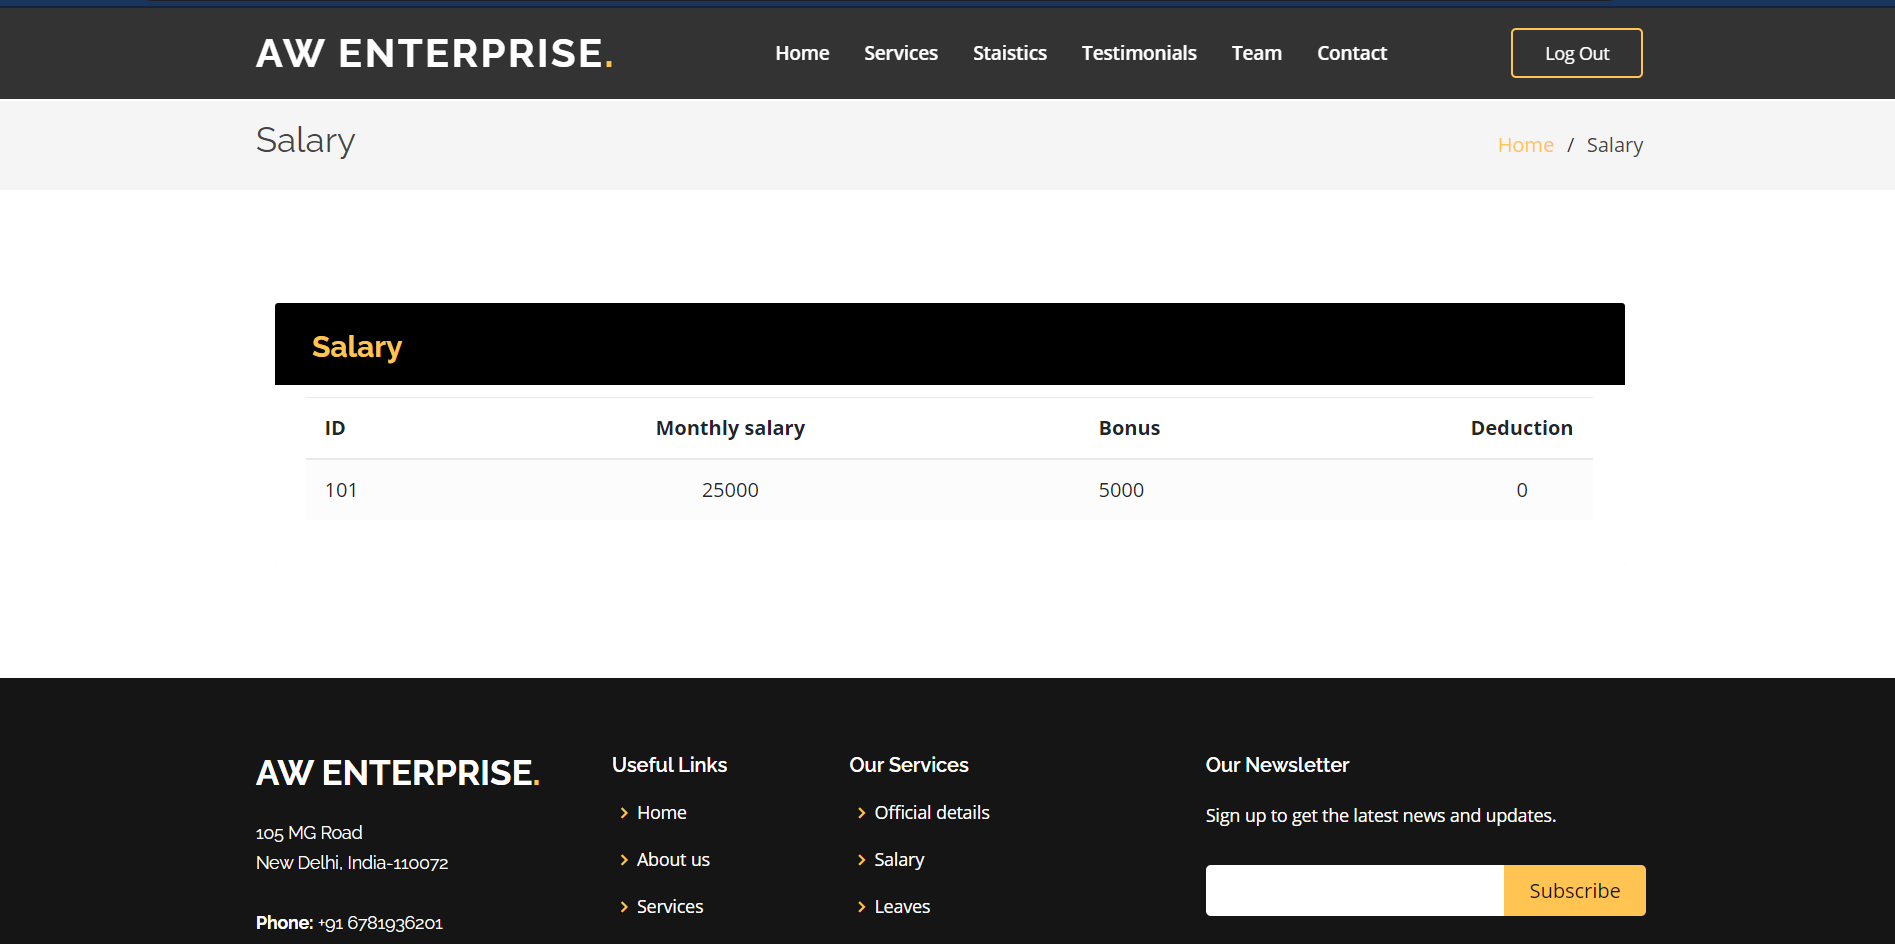 AW ENTERPRISE.
Home Services Staistics Testimonials Team Contact Log Out
Salary
Home / Salary
Salary
ID Monthly salary Bonus Deduction
101 25000 5000 0
AW ENTERPRISE.
105 MG Road
New Delhi, India-110072
Phone: +91 6781936201
Useful Links
Home
About us
Services
Our Services
Official details
Salary
Leaves
Our Newsletter
Sign up to get the latest news and updates.
Subscribe